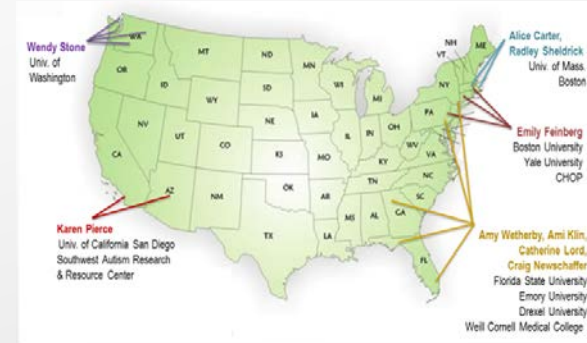 Wendy Stone
Univ. of
Washington
Karen Pierce
Univ. of California San Diego
Southwest Autism Research
& Resource Center
Alice Carter,
Radley Sheldrick
Univ. of Mass.
Boston
Emily Feinberg
Boston University
Yale University
CHOP
Amy Wetherby, Ami Klin,
Catherine Lord,
Craig Newschaffer
Florida State University
Emory University
Drexel University
Weill Cornell Medical College
WA
OR
ID
MT
ND
MN
WY
SD
WI
MI
NV
UT
CO
NE
IA
IL
IN
OH
PA
NY
VT
NH
ME
CA
AZ
NM
KS
MO
KY
WV
VA
OK
AR
TN
NC
SC
TX
LA
MS
AL
GA
FL